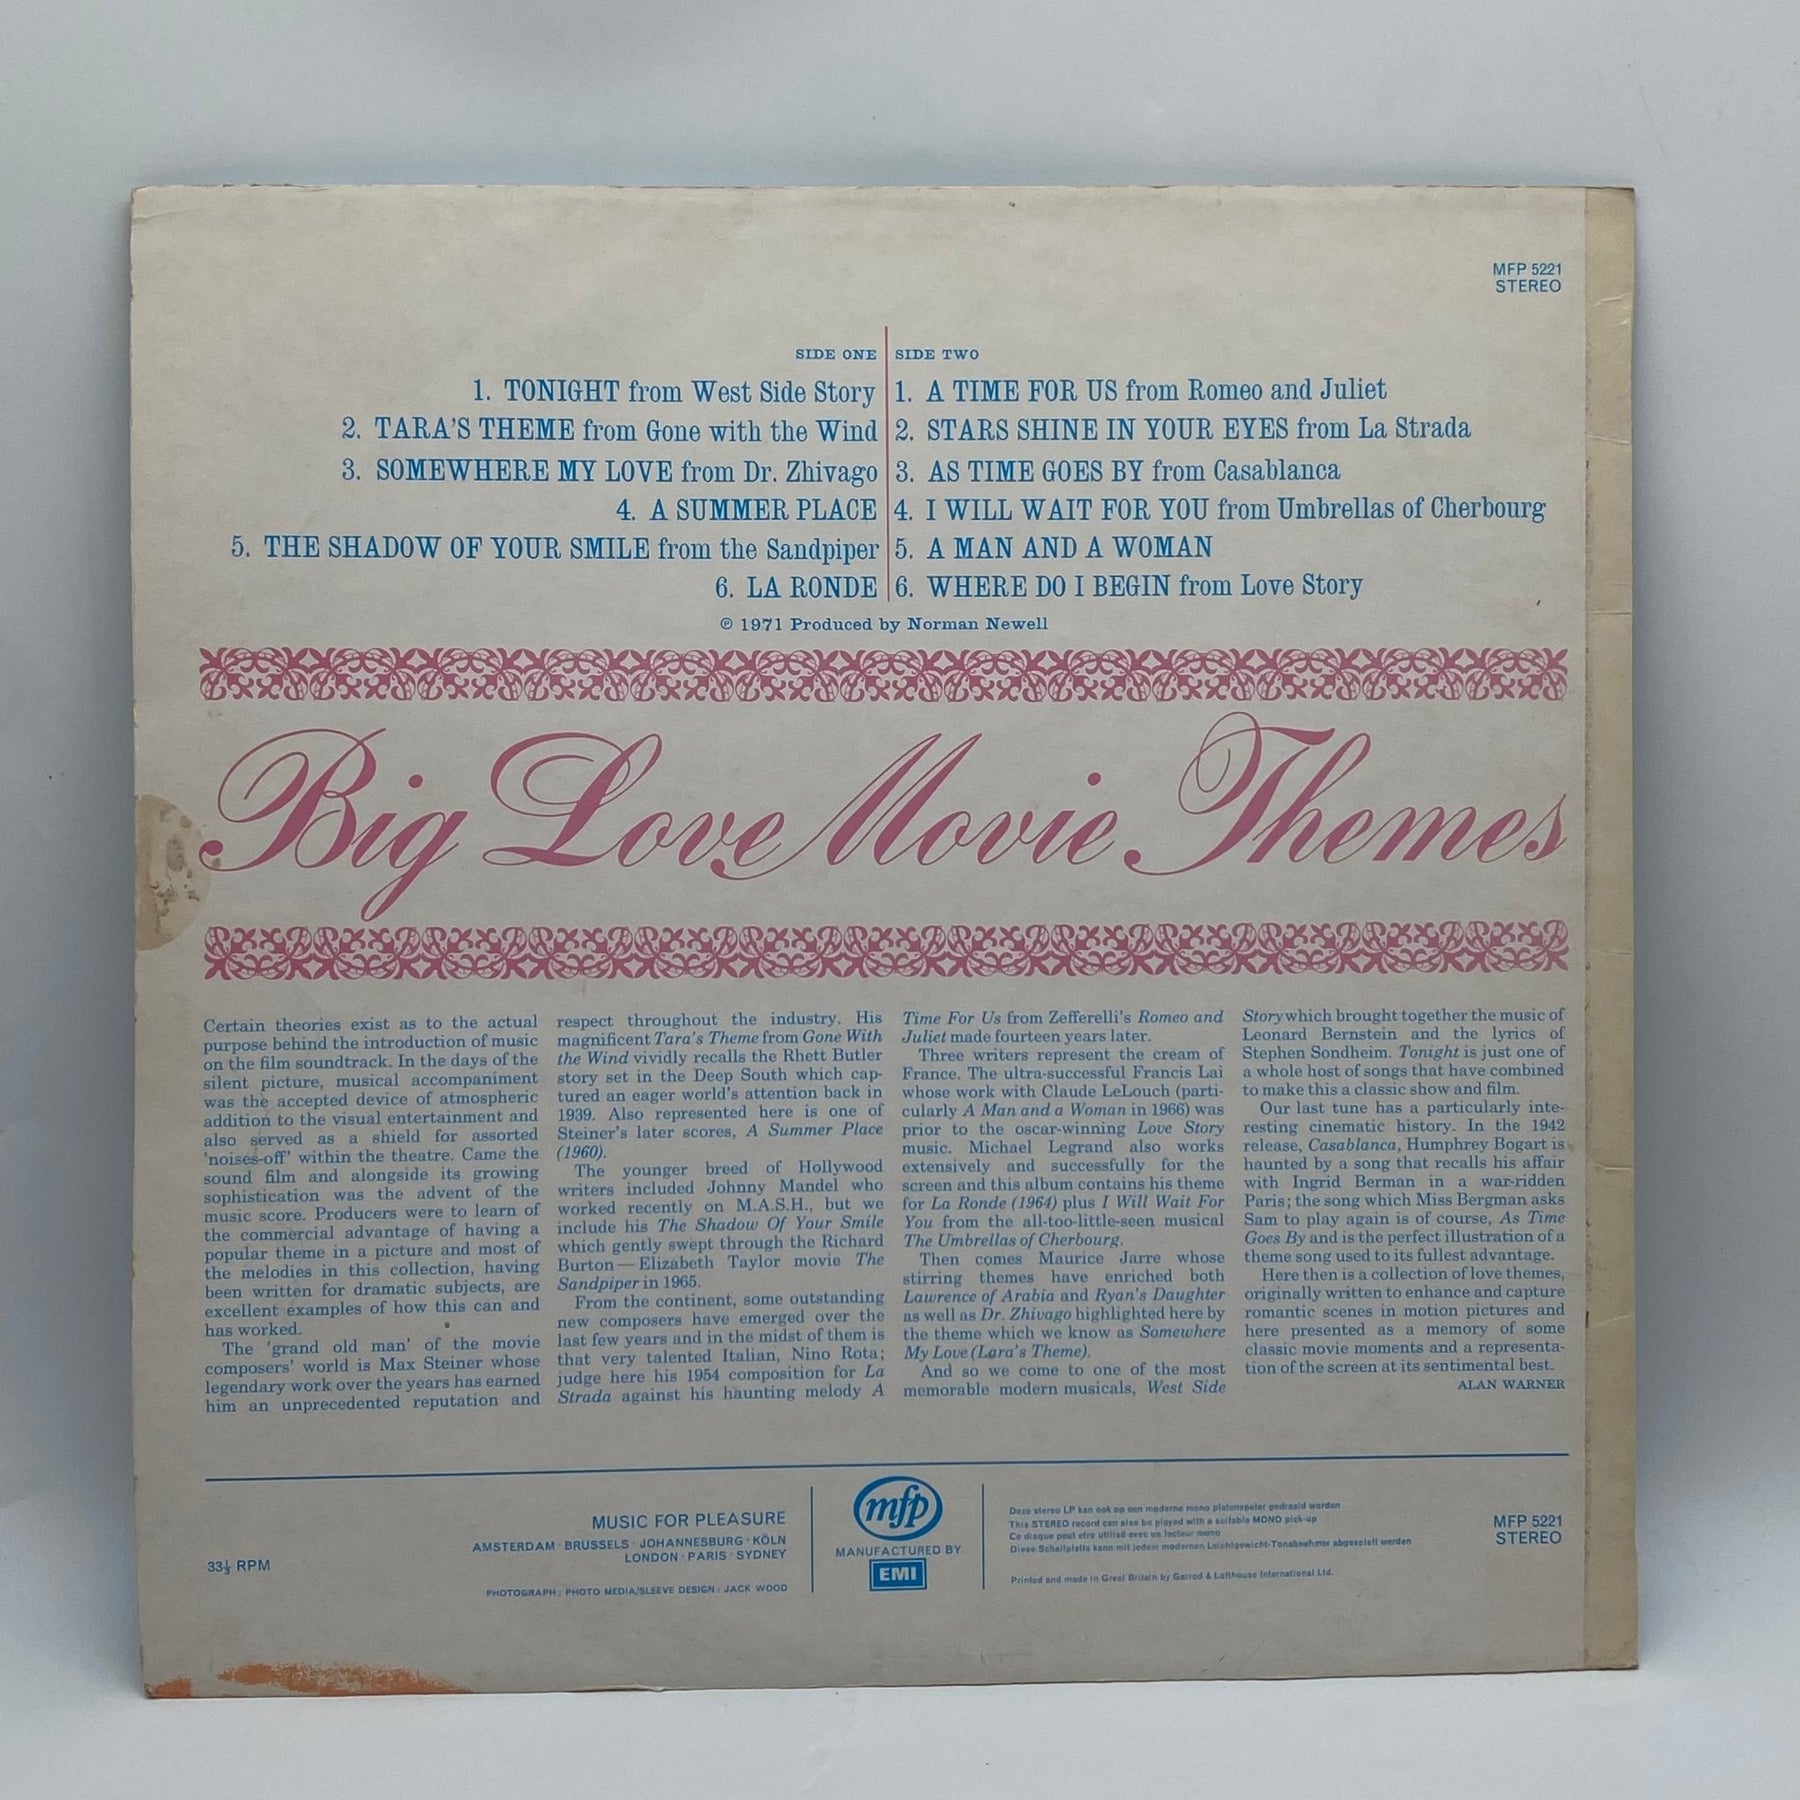 MFP 5221
STEREO
SIDE ONE
1. TONIGHT from West Side Story
2. TARA'S THEME from Gone with the Wind
3. SOMEWHERE MY LOVE from Dr. Zhivago
4. A SUMMER PLACE
5. THE SHADOW OF YOUR SMILE from the Sandpiper
6. LA RONDE
SIDE TWO
1. A TIME FOR US from Romeo and Juliet
2. STARS SHINE IN YOUR EYES from La Strada
3. AS TIME GOES BY from Casablanca
4. I WILL WAIT FOR YOU from Umbrellas of Cherbourg
5. A MAN AND A WOMAN
6. WHERE DO I BEGIN from Love Story
℗ 1971 Produced by Norman Newell
Big Love Movie Themes
Certain theories exist as to the actual
purpose behind the introduction of music
on the film soundtrack. In the days of the
silent picture, musical accompaniment
was the accepted device of atmospheric
addition to the visual entertainment and
also served as a shield for assorted
'noises-off' within the theatre. Came the
sound film and alongside its growing
sophistication was the advent of the
music score. Producers were to learn of
the commercial advantage of having a
popular theme in a picture and most of
the melodies in this collection, having
been written for dramatic subjects, are
excellent examples of how this can and
has worked.
The 'grand old man' of the movie
composers' world is Max Steiner whose
legendary work over the years has earned
him an unprecedented reputation and
respect throughout the industry. His
magnificent Tara's Theme from Gone With
the Wind vividly recalls the Rhett Butler
story set in the Deep South which cap-
tured an eager world's attention back in
1939. Also represented here is one of
Steiner's later scores, A Summer Place
(1960).
The younger breed of Hollywood
writers included Johnny Mandel who
worked recently on M.A.S.H., but we
include his The Shadow Of Your Smile
which gently swept through the Richard
Burton—Elizabeth Taylor movie The
Sandpiper in 1965.
From the continent, some outstanding
new composers have emerged over the
last few years and in the midst of them is
that very talented Italian, Nino Rota;
judge here his 1954 composition for La
Strada against his haunting melody A
Time For Us from Zefferelli's Romeo and
Juliet made fourteen years later.
Three writers represent the cream of
France. The ultra-successful Francis Lai
whose work with Claude LeLouch (parti-
cularly A Man and a Woman in 1966) was
prior to the oscar-winning Love Story
music. Michael Legrand also works
extensively and successfully for the
screen and this album contains his theme
for La Ronde (1964) plus I Will Wait For
You from the all-too-little-seen musical
The Umbrellas of Cherbourg.
Then comes Maurice Jarre whose
stirring themes have enriched both
Lawrence of Arabia and Ryan's Daughter
as well as Dr. Zhivago highlighted here by
the theme which we know as Somewhere
My Love (Lara's Theme).
And so we come to one of the most
memorable modern musicals, West Side
Story which brought together the music of
Leonard Bernstein and the lyrics of
Stephen Sondheim. Tonight is just one of
a whole host of songs that have combined
to make this a classic show and film.
Our last tune has a particularly inte-
resting cinematic history. In the 1942
release, Casablanca, Humphrey Bogart is
haunted by a song that recalls his affair
with Ingrid Berman in a war-ridden
Paris; the song which Miss Bergman asks
Sam to play again is of course, As Time
Goes By and is the perfect illustration of a
theme song used to its fullest advantage.
Here then is a collection of love themes,
originally written to enhance and capture
romantic scenes in motion pictures and
here presented as a memory of some
classic movie moments and a representa-
tion of the screen at its sentimental best.
ALAN WARNER
33⅓ RPM
MUSIC FOR PLEASURE
AMSTERDAM · BRUSSELS · JOHANNESBURG · KÖLN
LONDON · PARIS · SYDNEY
PHOTOGRAPH: PHOTO MEDIA/SLEEVE DESIGN: JACK WOOD
mfp
MANUFACTURED BY
EMI
Deze stereo LP kan ook op een moderne mono platenspeler gedraaid worden
This STEREO record can also be played with a suitable MONO pick-up
Ce disque peut etre utilisé avec un lecteur mono
Diese Schallplatte kann mit jedem modernen Leichtgewicht-Tonabnehmer abgespielt werden
Printed and made in Great Britain by Garrod & Lofthouse International Ltd.
MFP 5221
STEREO